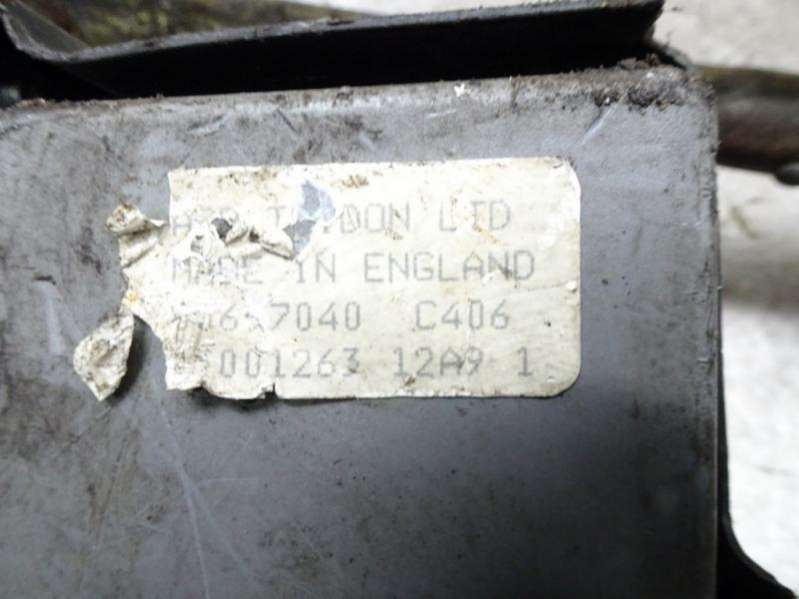 LTD
MADE IN ENGLAND
7040 C406
001263 12A9 1